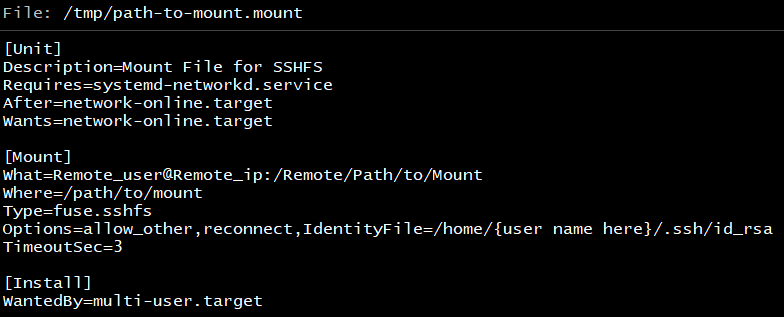 File: /tmp/path-to-mount.mount
[Unit]
Description=Mount File for SSHFS
Requires=systemd-networkd.service
After=network-online.target
Wants=network-online.target
[Mount]
What=Remote_user@Remote_ip:/Remote/Path/to/Mount
Where=/path/to/mount
Type=fuse.sshfs
Options=allow_other,reconnect,IdentityFile=/home/{user name here}/.ssh/id_rsa
TimeoutSec=3
[Install]
WantedBy=multi-user.target